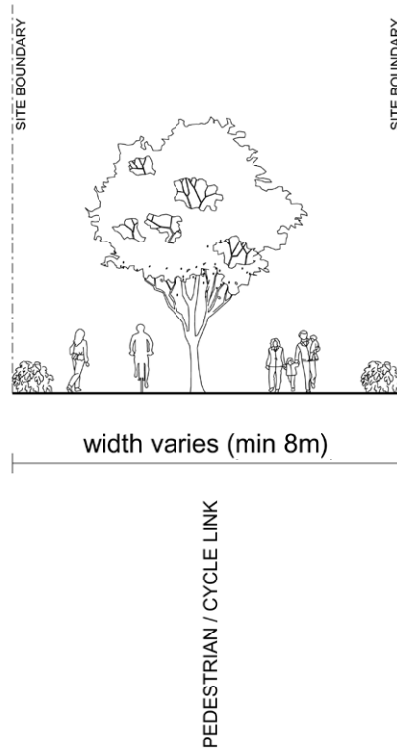 SITE BOUNDARY
SITE BOUNDARY
width varies (min 8m)
PEDESTRIAN / CYCLE LINK